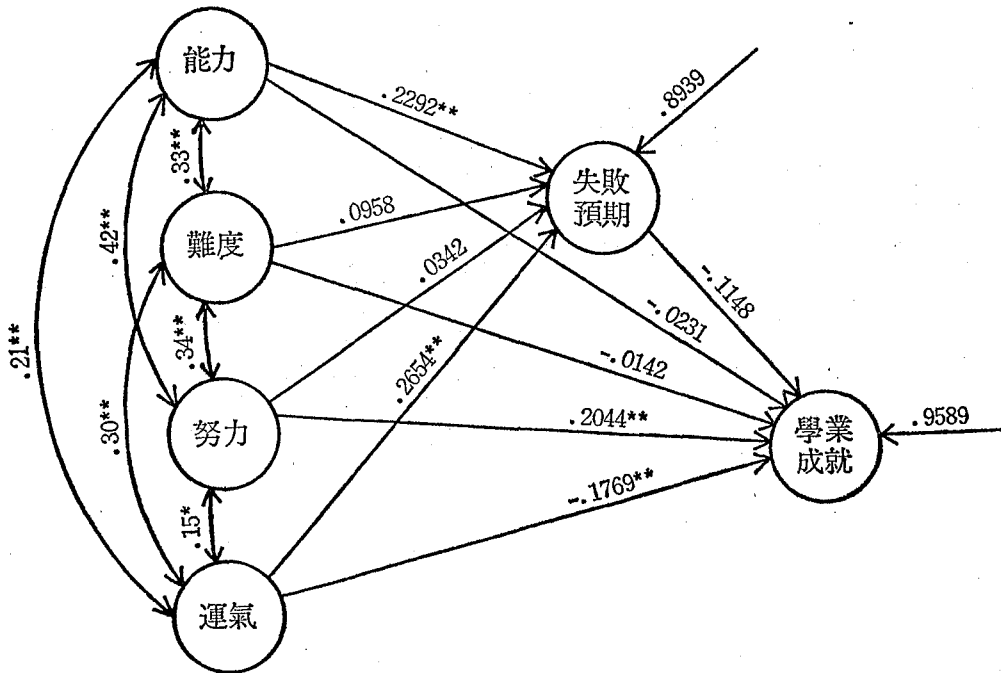 能力
.2292**
.8939
失敗
預期
.33**
.0958
難度
.42**
.0342
-.1148
-.0231
.21**
.34**
.2654**
-.0142
.30**
努力
.2044**
學業
成就
.9589
-.1769**
.15*
運氣